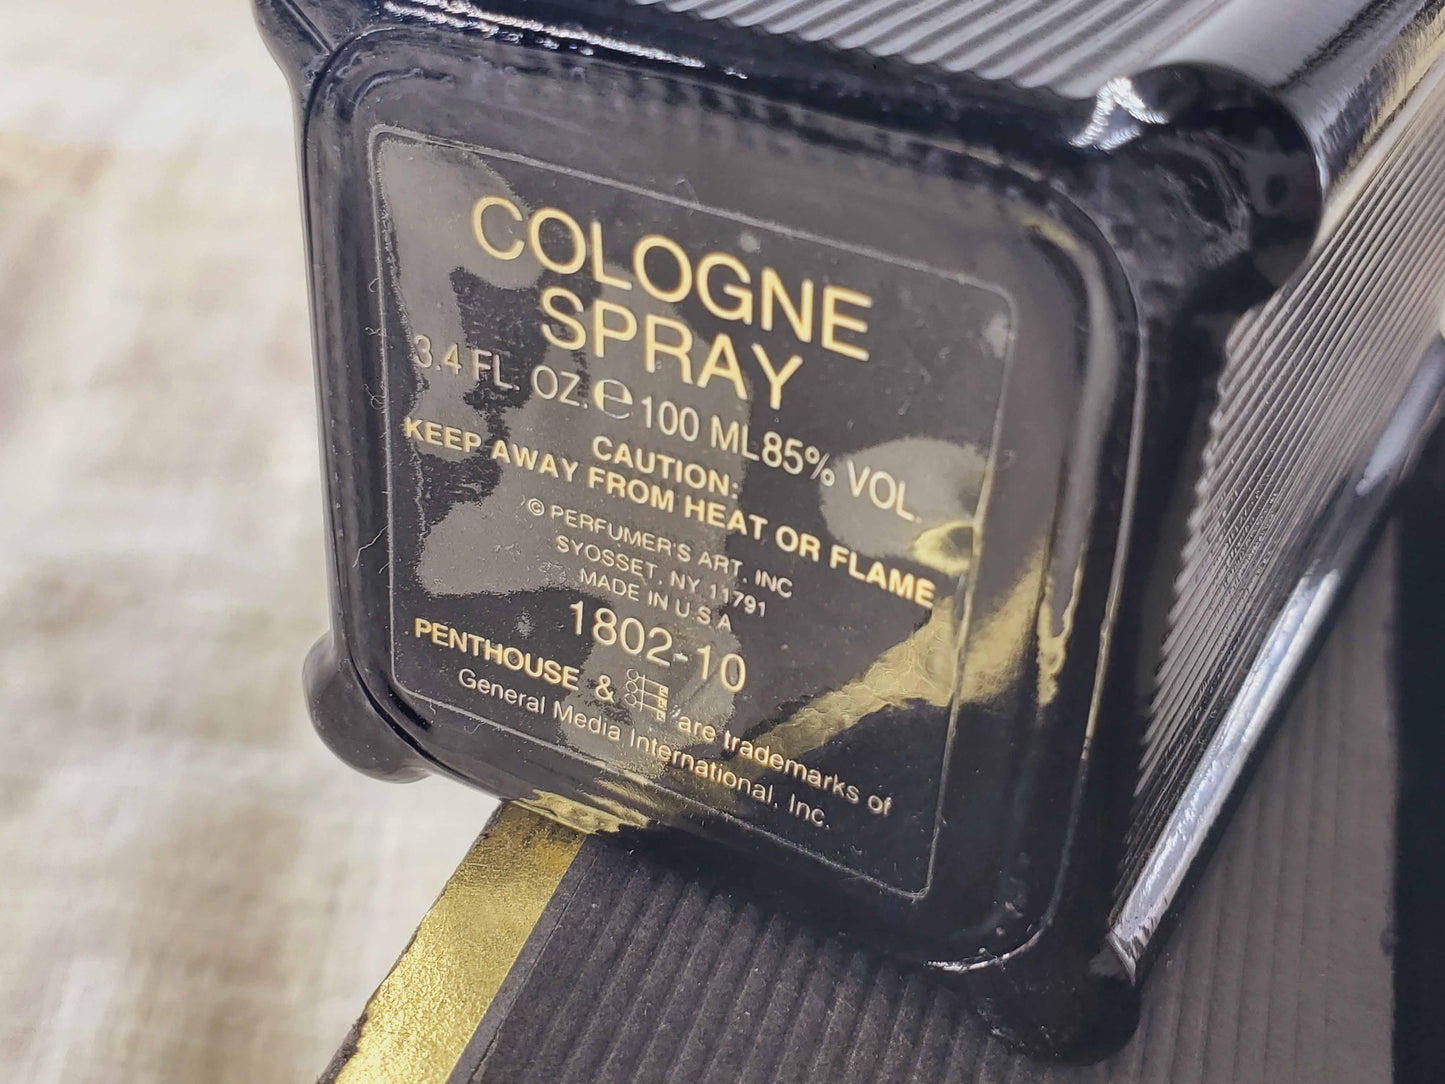 COLOGNE
SPRAY
3.4 FL. OZ. ℮ 100 ML 85% VOL.
CAUTION:
KEEP AWAY FROM HEAT OR FLAME
© PERFUMER'S ART, INC
SYOSSET, NY 11791
MADE IN U.S.A
1802-10
PENTHOUSE & are trademarks of
General Media International, Inc.